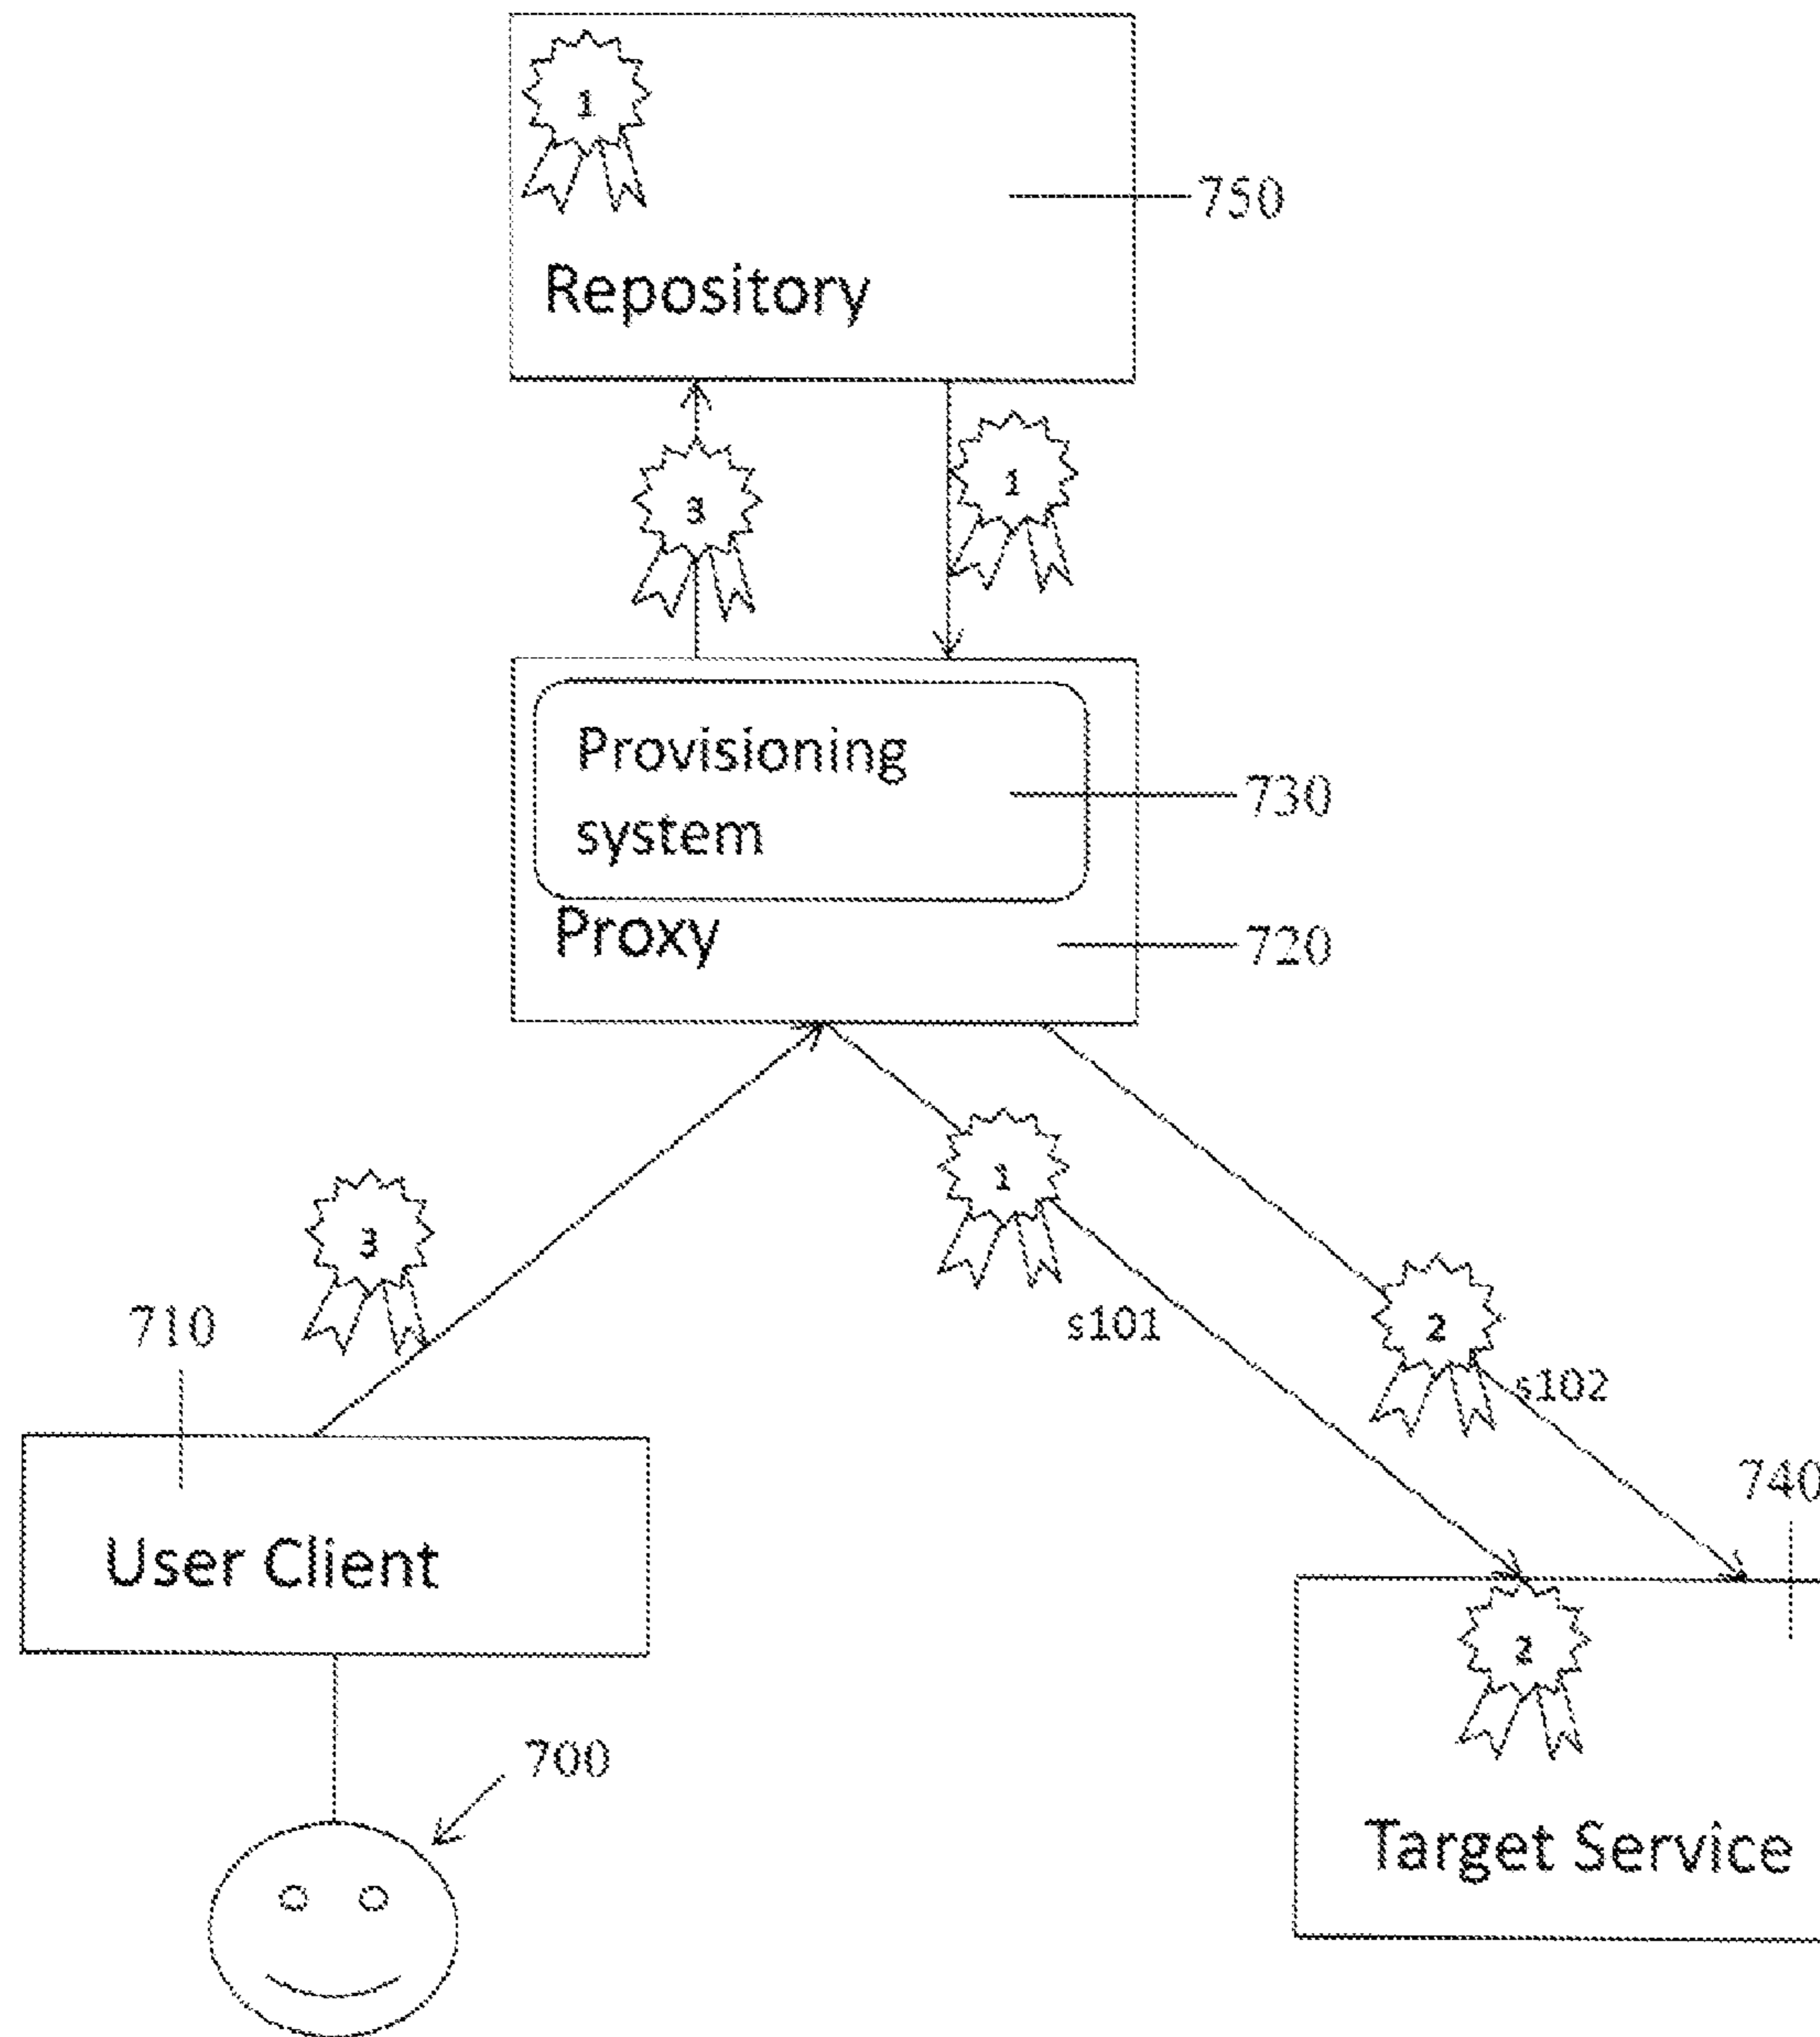 1
750
Repository
3
1
Provisioning
system
730
Proxy
720
1
3
710
s101
2
s102
740
User Client
2
700
Target Service